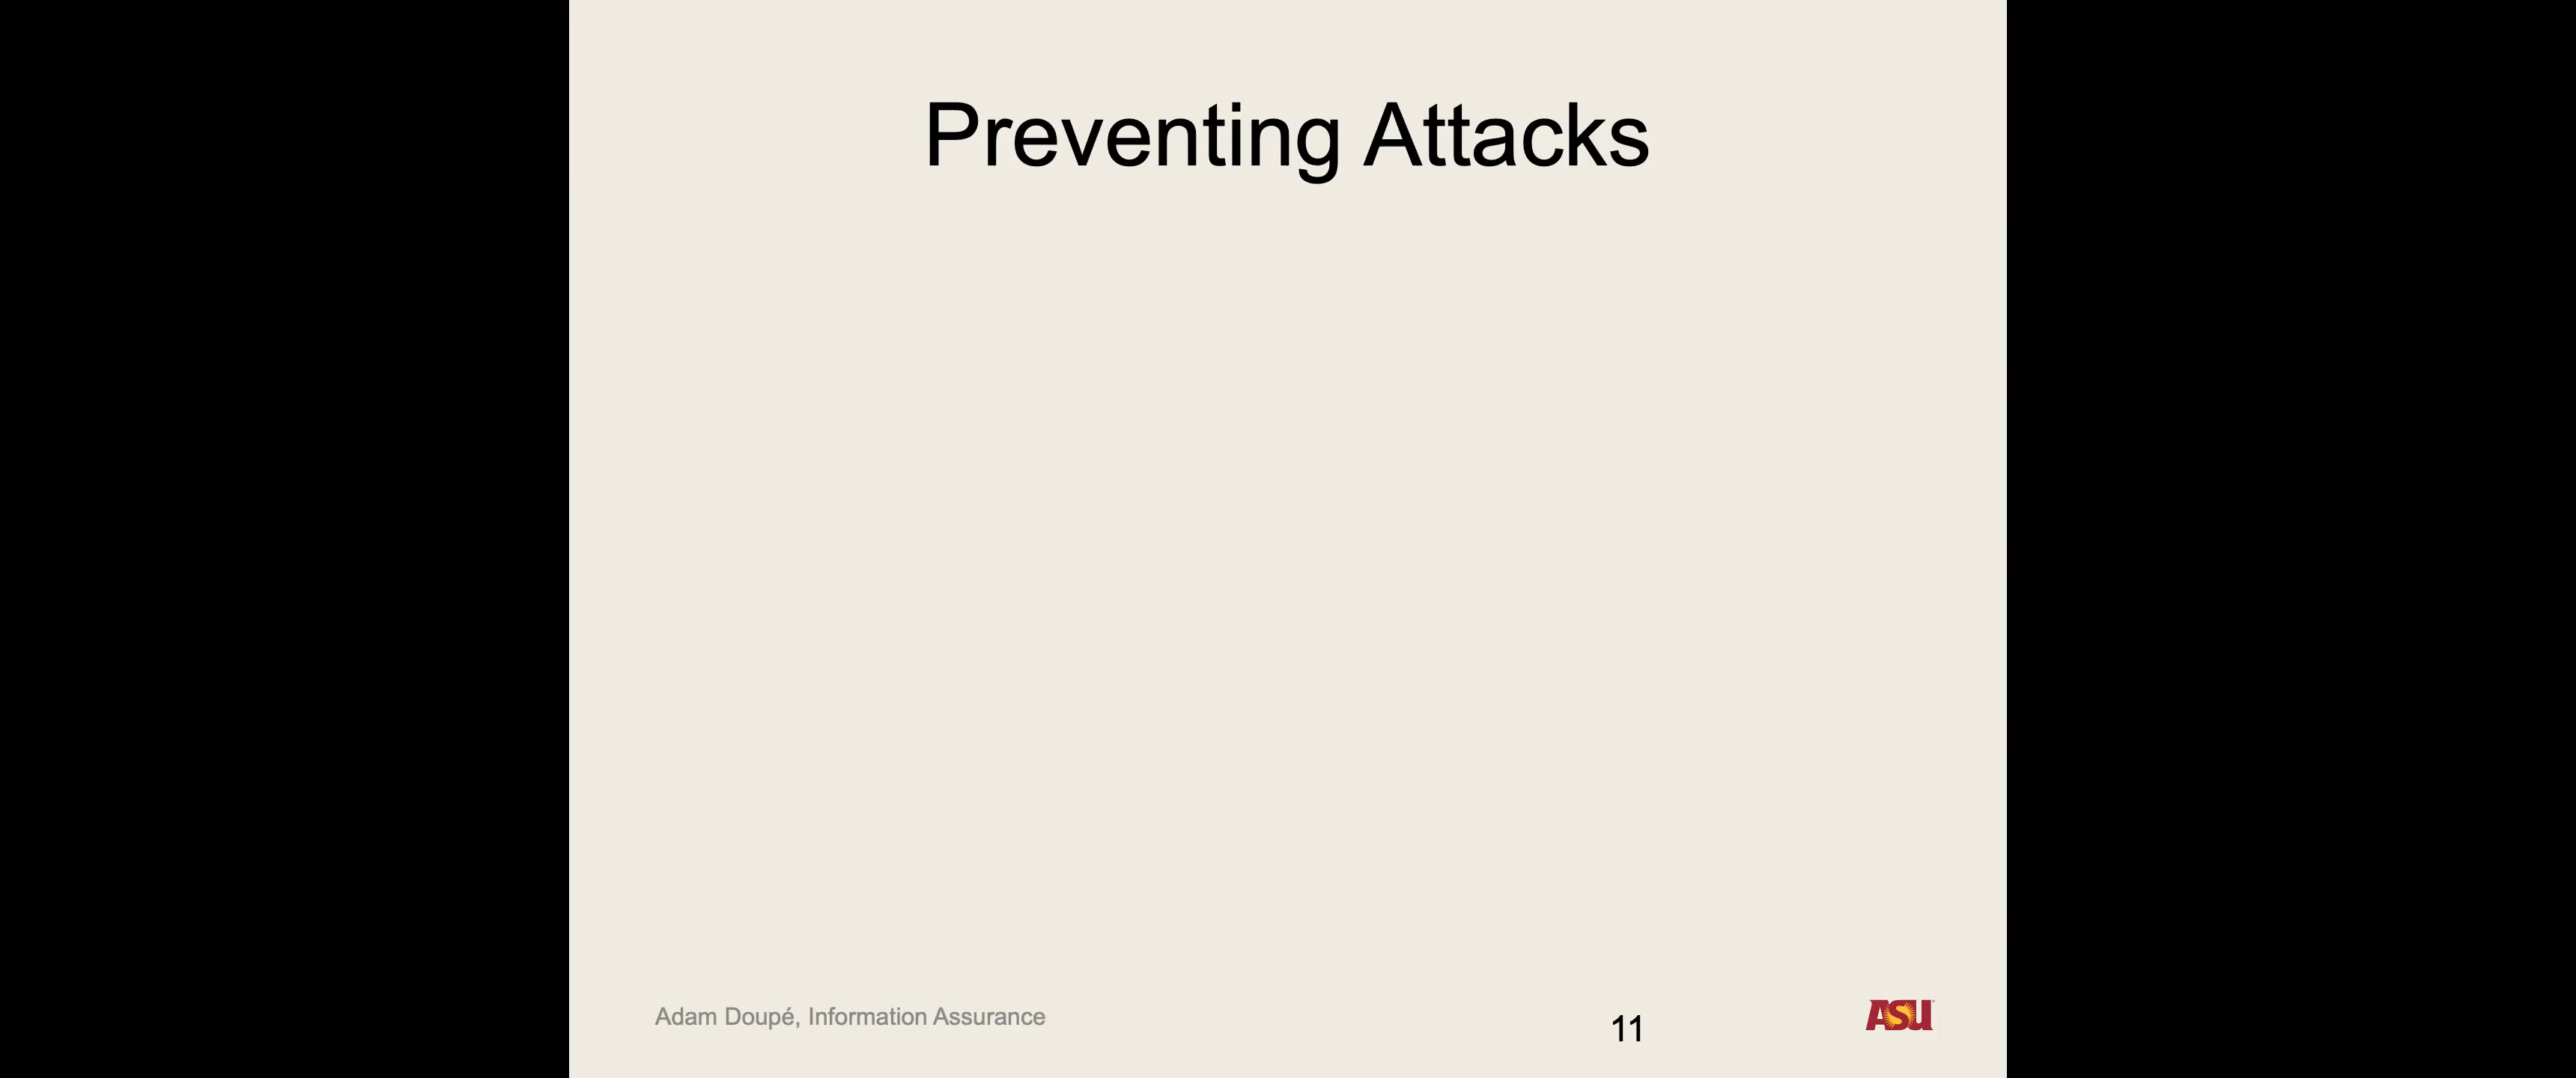 Preventing Attacks
Adam Doupé, Information Assurance
11
ASU